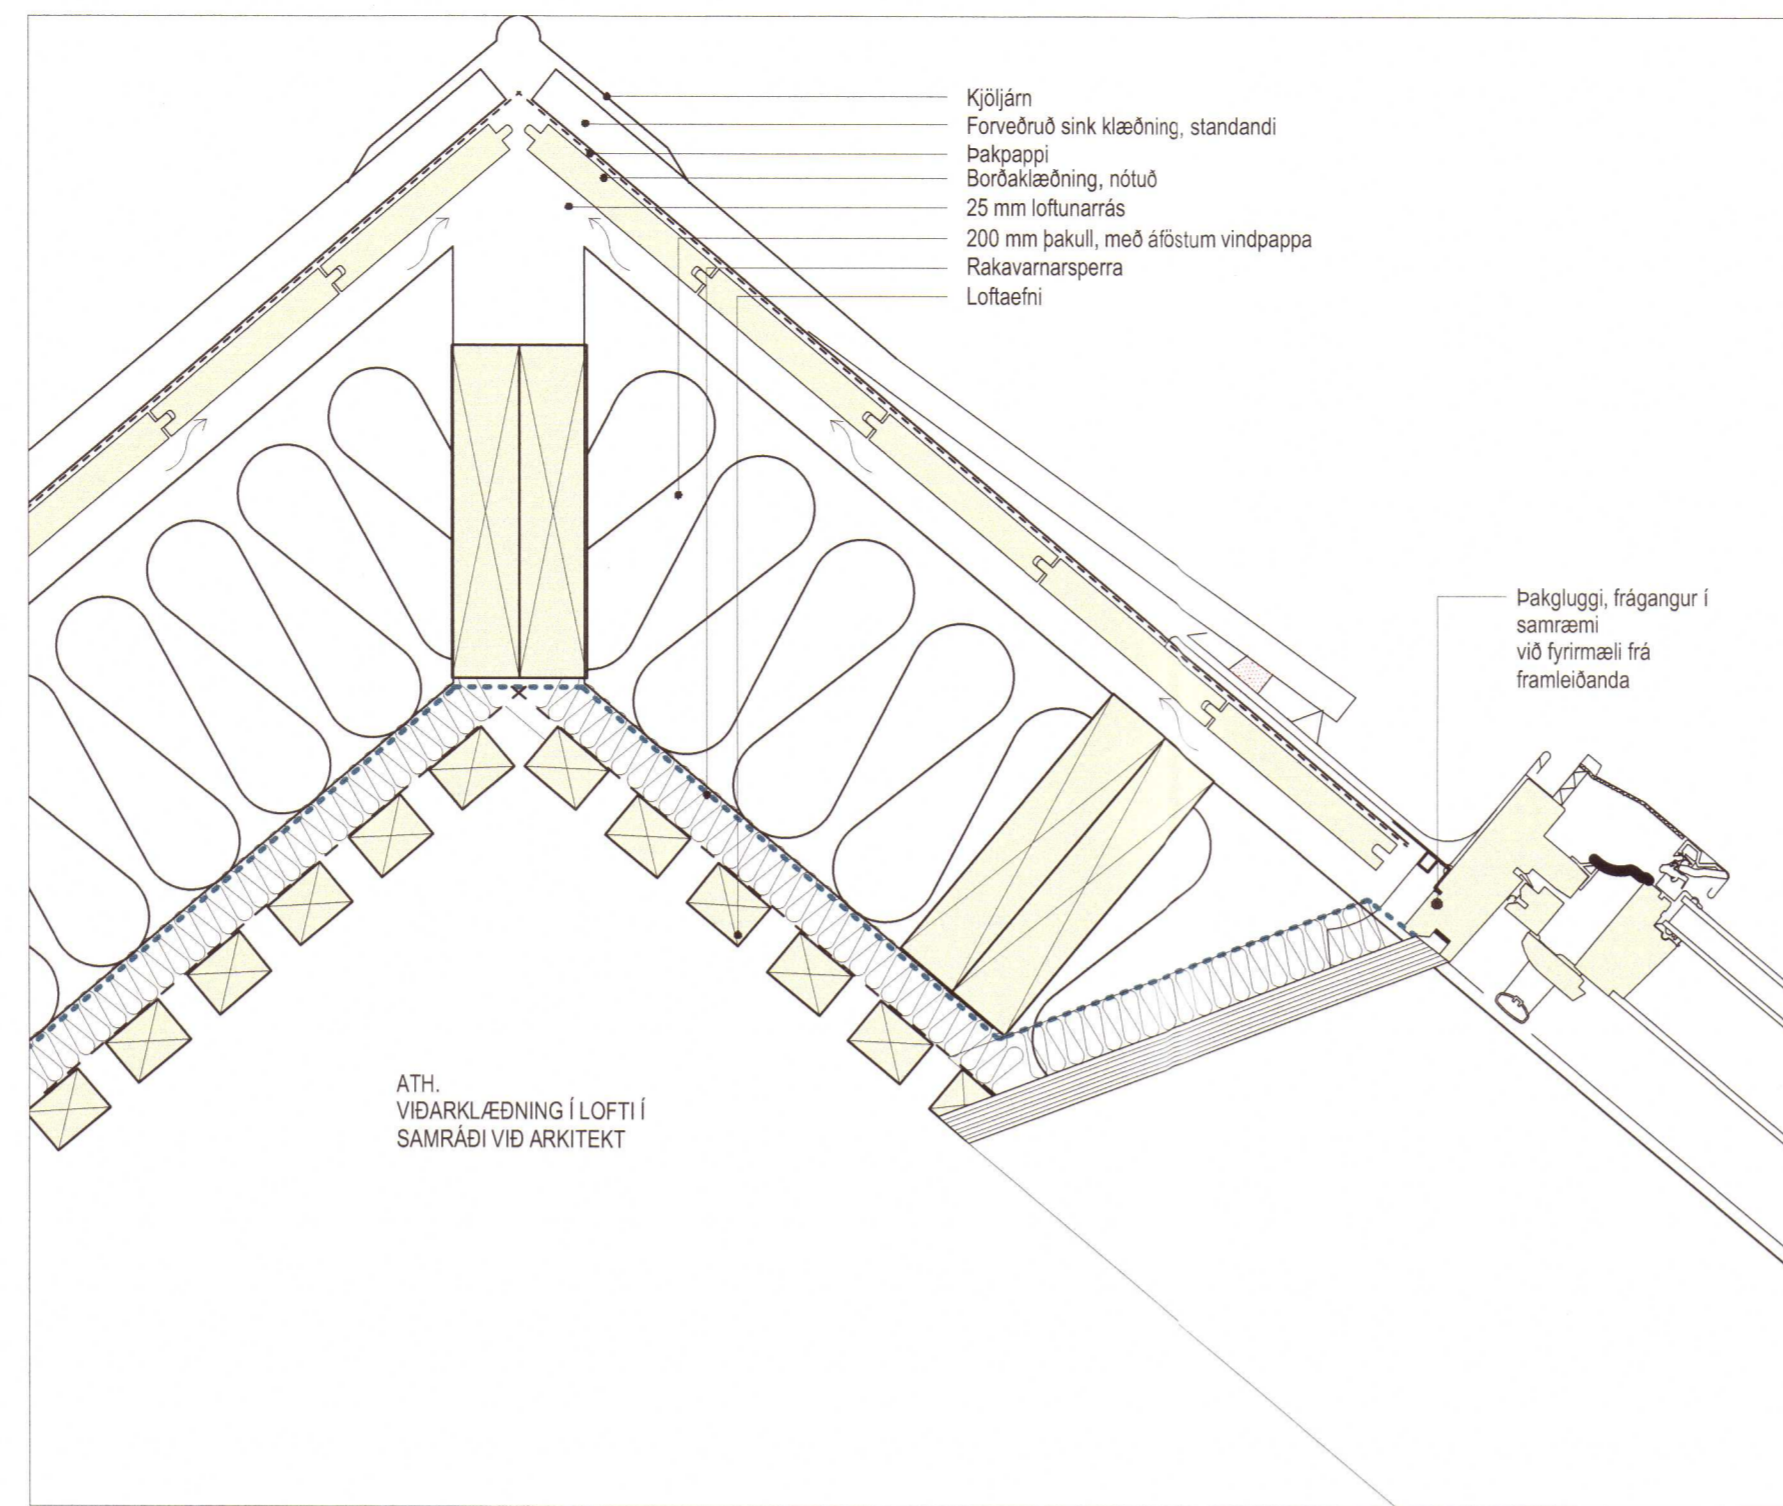 Kjöljárn
Forveðruð sink klæðning, standandi
Þakpappi
Borðaklæðning, nótuð
25 mm loftunarrás
200 mm þakull, með áföstum vindpappa
Rakavarnarsperra
Loftaefni
Þakgluggi, frágangur í
samræmi
við fyrirmæli frá
framleiðanda
ATH.
VIÐARKLÆÐNING Í LOFTI Í
SAMRÁÐI VIÐ ARKITEKT